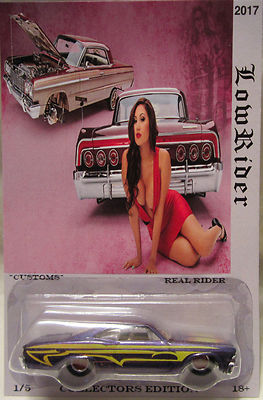 2017
LowRider
"CUSTOMS"
REAL RIDER
1/5
COLLECTORS EDITION
18+